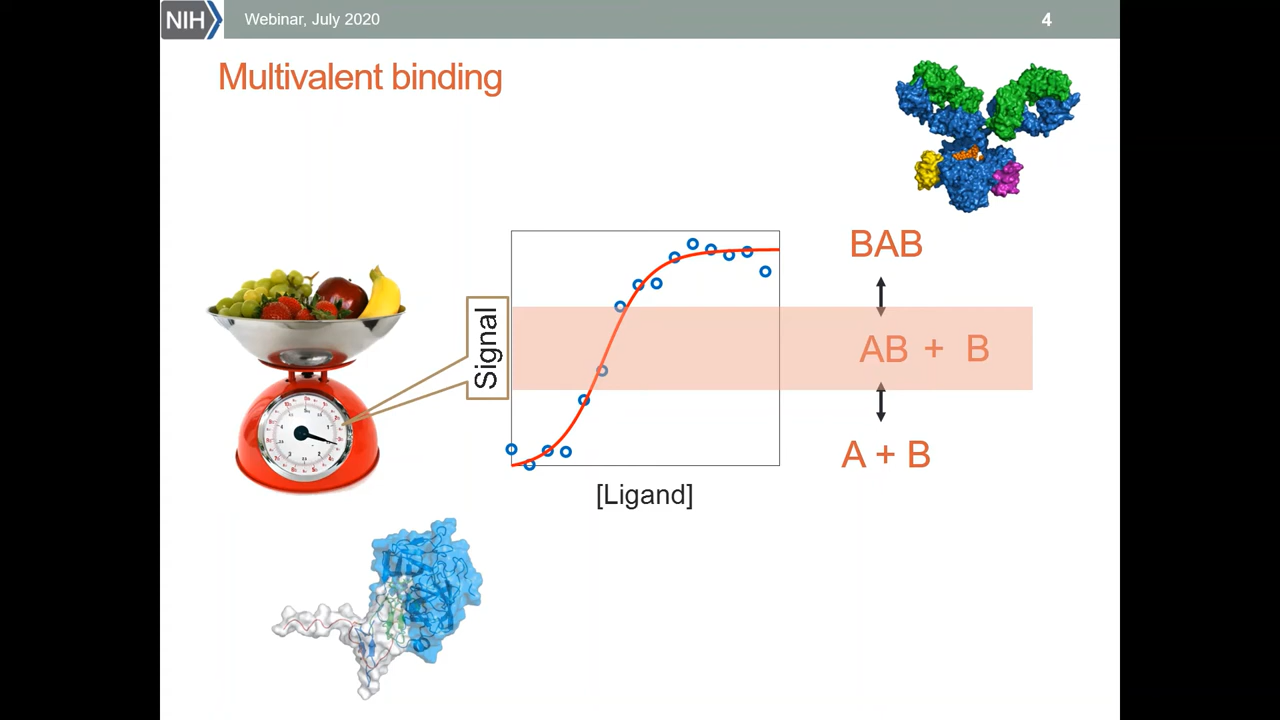 NIH
Webinar, July 2020
4
Multivalent binding
BAB
Signal
AB + B
A + B
[Ligand]